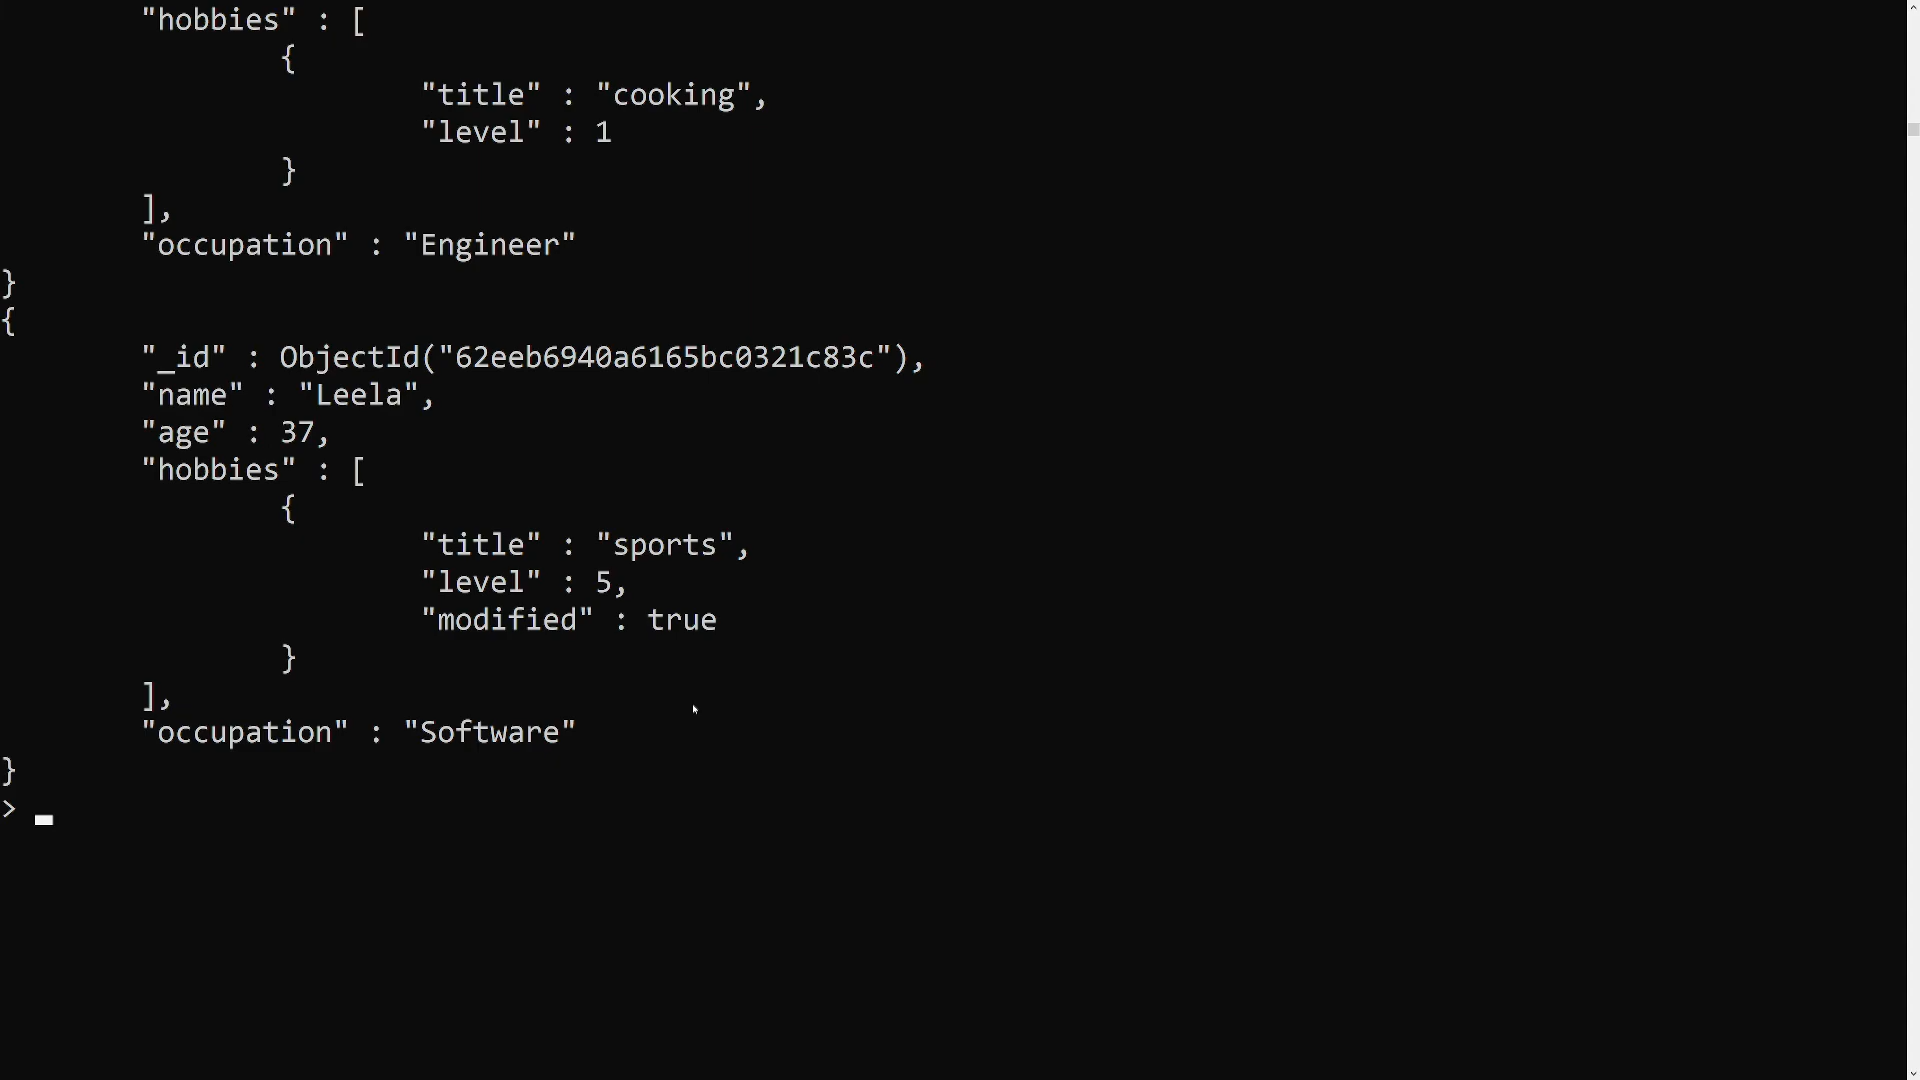 "hobbies" : [
{
"title" : "cooking",
"level" : 1
}
],
"occupation" : "Engineer"
}
{
"_id" : ObjectId("62eeb6940a6165bc0321c83c"),
"name" : "Leela",
"age" : 37,
"hobbies" : [
{
"title" : "sports",
"level" : 5,
"modified" : true
}
],
"occupation" : "Software"
}
>